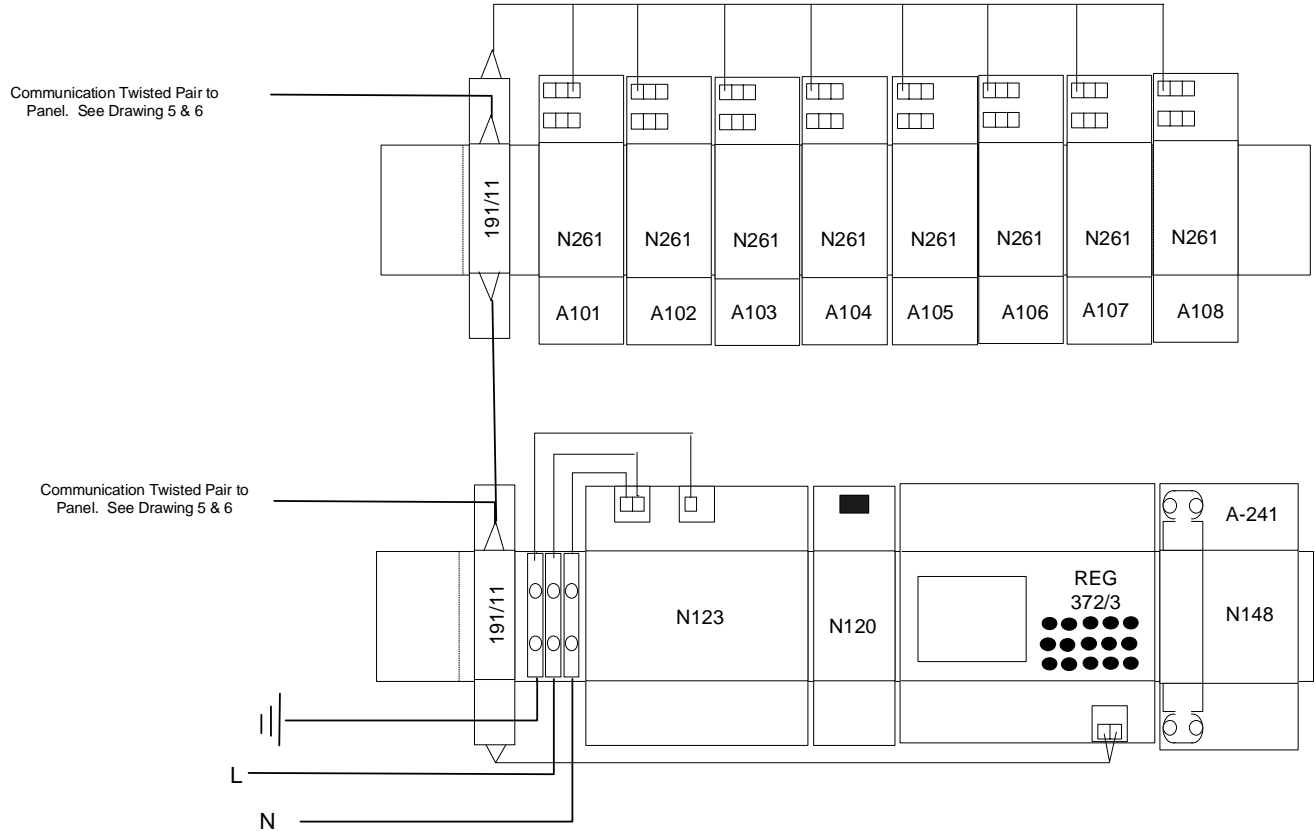 Communication Twisted Pair to
Panel. See Drawing 5 & 6
191/11
N261
N261
N261
N261
N261
N261
N261
N261
A101
A102
A103
A104
A105
A106
A107
A108
Communication Twisted Pair to
Panel. See Drawing 5 & 6
191/11
N123
N120
REG
372/3
A-241
N148
L
N